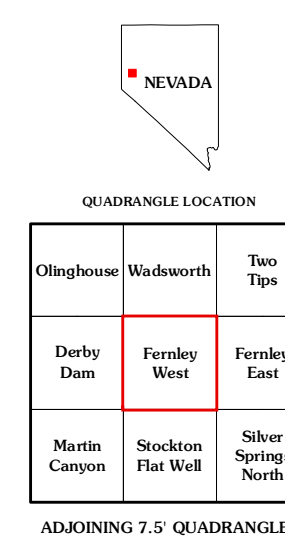 NEVADA
QUADRANGLE LOCATION
Olinghouse Wadsworth Two
Tips
Derby
Dam
Fernley
West
Fernley
East
Martin
Canyon
Stockton
Flat Well
Silver
Springs
North
ADJOINING 7.5' QUADRANGLE